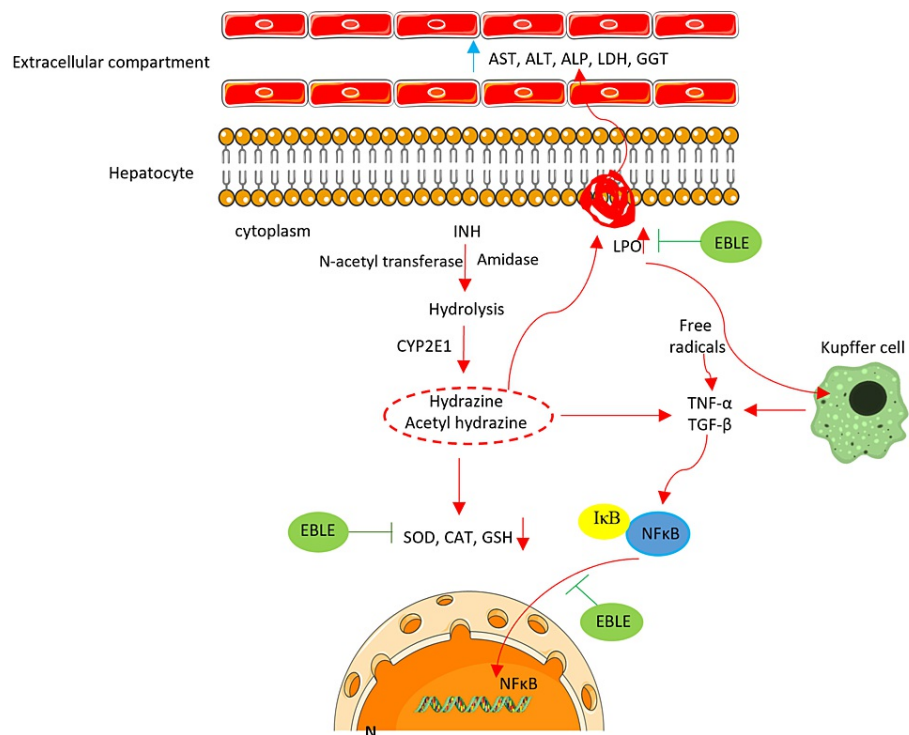 AST, ALT, ALP, LDH, GGT
Extracellular compartment
Hepatocyte
cytoplasm
INH
LPO
EBLE
N-acetyl transferase
Amidase
Hydrolysis
CYP2E1
Free
radicals
Kupffer cell
Hydrazine
Acetyl hydrazine
TNF-α
TGF-β
EBLE
SOD, CAT, GSH
IκB
NFκB
EBLE
NFκB
N